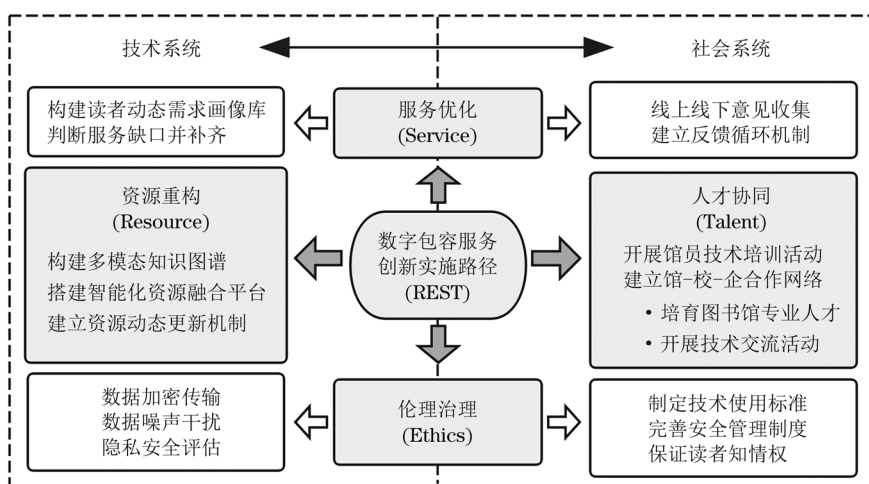 技术系统
社会系统
构建读者动态需求画像库
判断服务缺口并补齐
服务优化
(Service)
线上线下意见收集
建立反馈循环机制
资源重构
(Resource)
构建多模态知识图谱
搭建智能化资源融合平台
建立资源动态更新机制
数字包容服务
创新实施路径
(REST)
人才协同
(Talent)
开展馆员技术培训活动
建立馆-校-企合作网络
• 培育图书馆专业人才
• 开展技术交流活动
数据加密传输
数据噪声干扰
隐私安全评估
伦理治理
(Ethics)
制定技术使用标准
完善安全管理制度
保证读者知情权